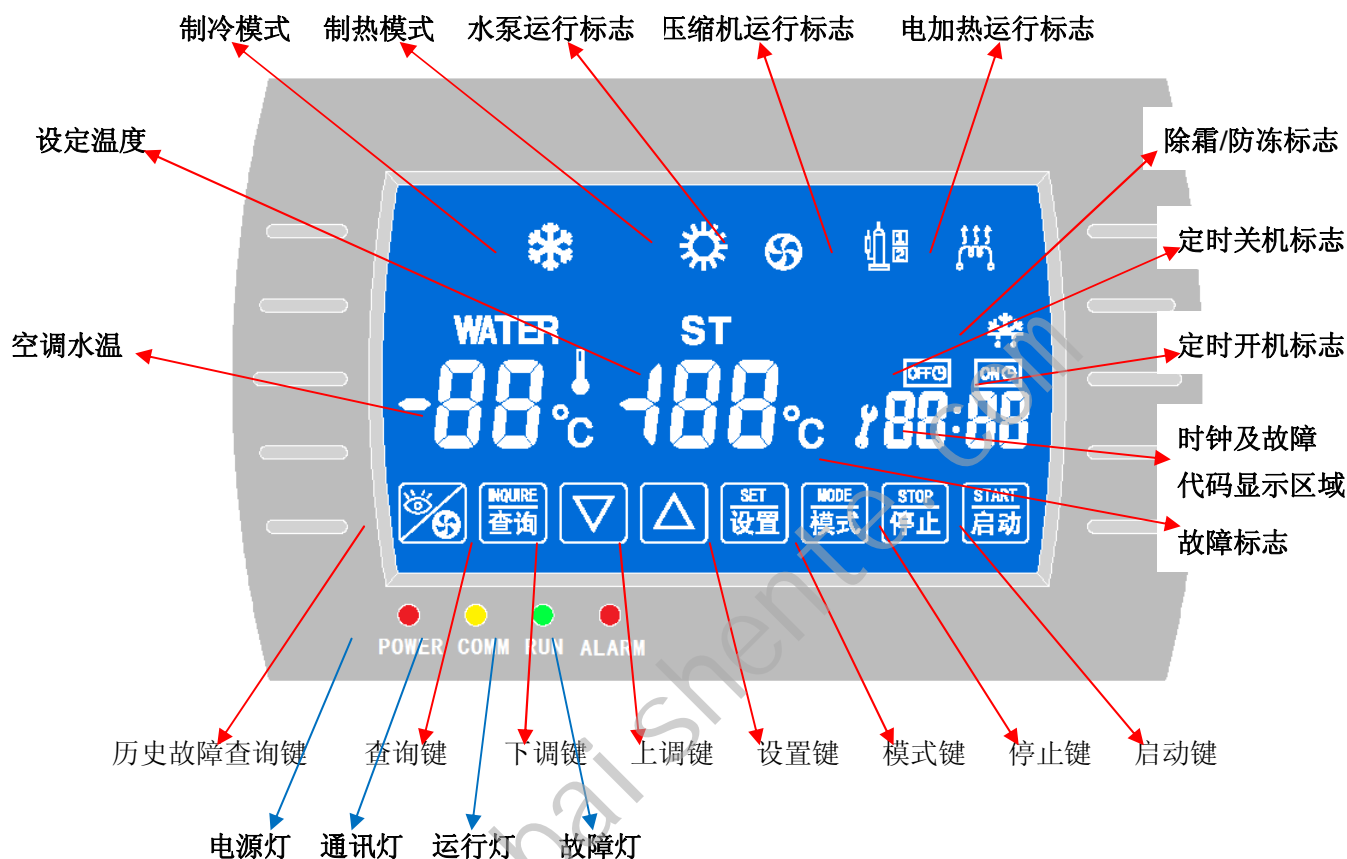 制冷模式 制热模式 水泵运行标志 压缩机运行标志 电加热运行标志
设定温度
除霜/防冻标志
定时关机标志
1
2
WATER ST
定时开机标志
空调水温
OFF ON
-88 °C -188 °C 88:88
时钟及故障
代码显示区域
INQUIRE SET MODE STOP START
查询 设置 模式 停止 启动
故障标志
POWER COMM RUN ALARM
历史故障查询键 查询键 下调键 上调键 设置键 模式键 停止键 启动键
电源灯 通讯灯 运行灯 故障灯
hai shente. com